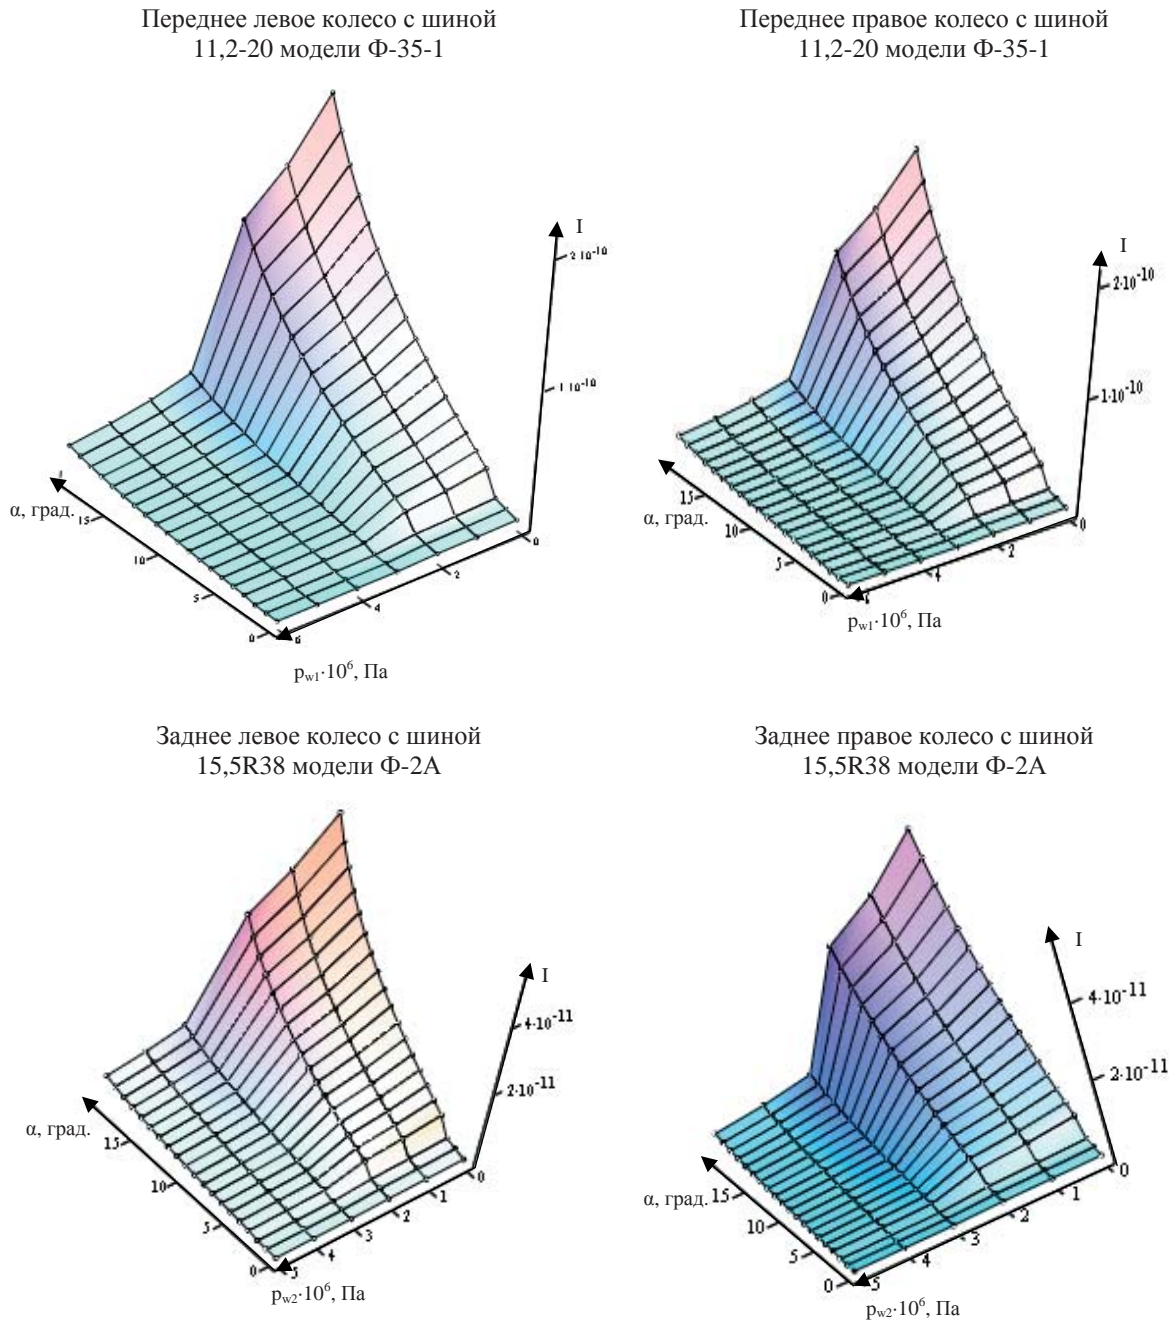 Переднее левое колесо с шиной
11,2-20 модели Ф-35-1
I
2 10⁻¹⁰
1 10⁻¹⁰
α, град.
15
10
5
0
0
2
4
6
p_w1·10⁶, Па
Переднее правое колесо с шиной
11,2-20 модели Ф-35-1
I
2·10⁻¹⁰
1·10⁻¹⁰
α, град.
15
10
5
0
0
2
4
p_w1·10⁶, Па
Заднее левое колесо с шиной
15,5R38 модели Ф-2А
I
4·10⁻¹¹
2·10⁻¹¹
α, град.
15
10
5
0
0
1
2
3
4
5
p_w2·10⁶, Па
Заднее правое колесо с шиной
15,5R38 модели Ф-2А
I
4·10⁻¹¹
2·10⁻¹¹
α, град.
15
10
5
0
0
1
2
3
4
5
p_w2·10⁶, Па